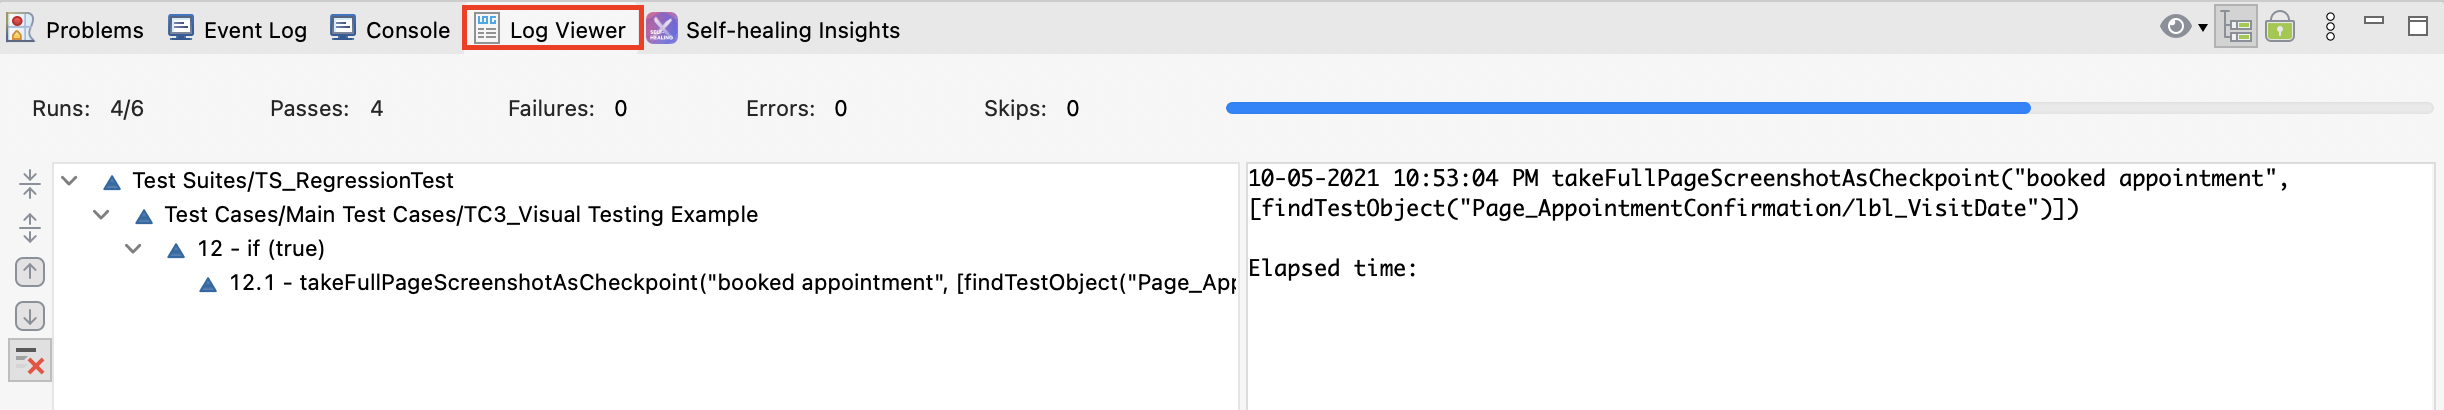 Problems Event Log Console Log Viewer Self-healing Insights
Runs: 4/6 Passes: 4 Failures: 0 Errors: 0 Skips: 0
Test Suites/TS_RegressionTest
Test Cases/Main Test Cases/TC3_Visual Testing Example
12 - if (true)
12.1 - takeFullPageScreenshotAsCheckpoint("booked appointment", [findTestObject("Page_App
10-05-2021 10:53:04 PM takeFullPageScreenshotAsCheckpoint("booked appointment",
[findTestObject("Page_AppointmentConfirmation/lbl_VisitDate")])
Elapsed time: